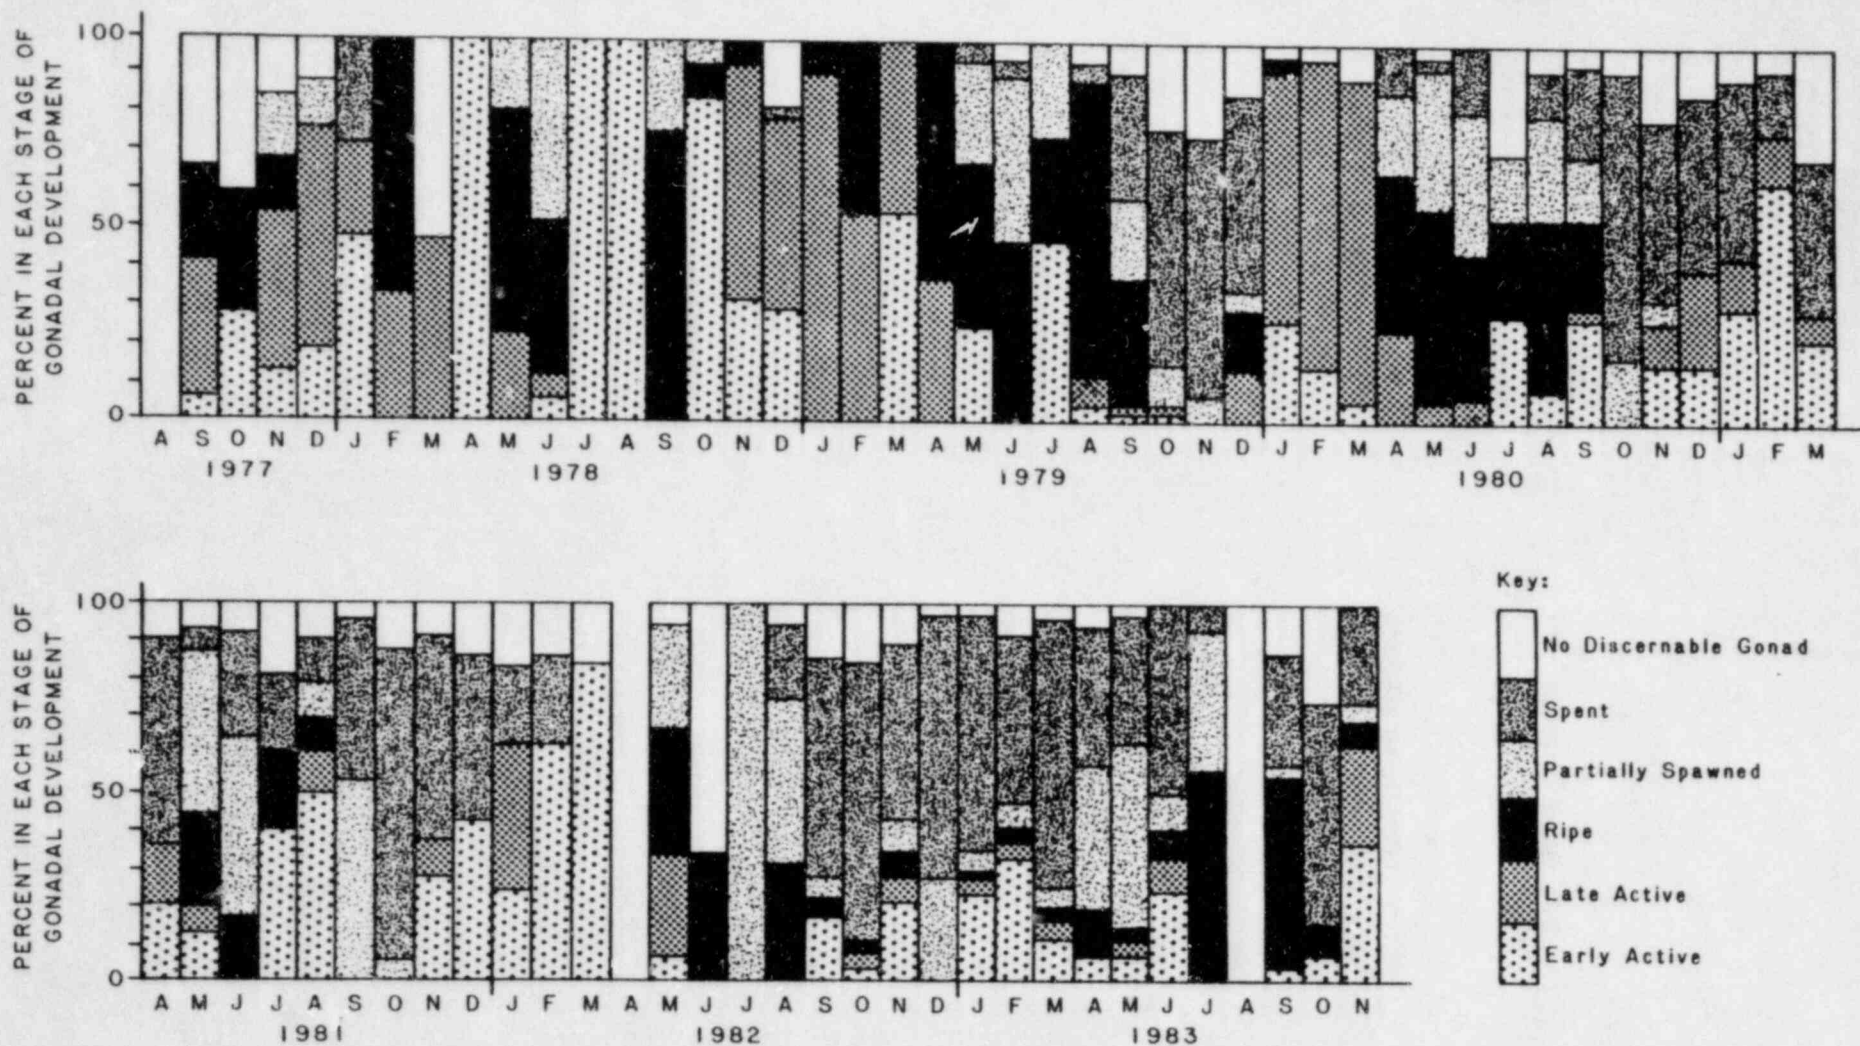 PERCENT IN EACH STAGE OF
GONADAL DEVELOPMENT
100
50
0
A S O N D J F M A M J J A S O N D J F M A M J J A S O N D J F M A M J J A S O N D J F M
1977 1978 1979 1980
PERCENT IN EACH STAGE OF
GONADAL DEVELOPMENT
100
50
0
A M J J A S O N D J F M A M J J A S O N D J F M A M J J A S O N
1981 1982 1983
Key:
No Discernable Gonad
Spent
Partially Spawned
Ripe
Late Active
Early Active